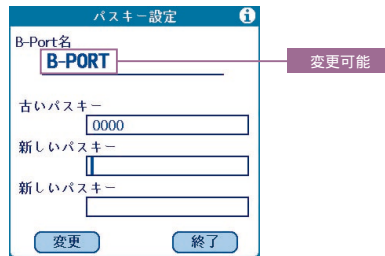 パスキー設定
B-Port名
B-PORT
変更可能
古いパスキー
0000
新しいパスキー
新しいパスキー
変更
終了